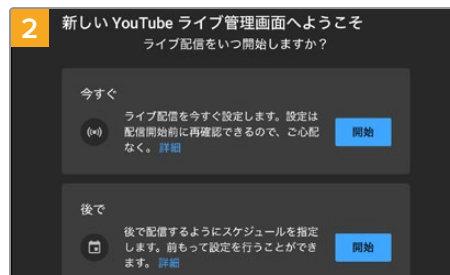 2
新しい YouTube ライブ管理画面へようこそ
ライブ配信をいつ開始しますか？
今すぐ
ライブ配信を今すぐ設定します。設定は
配信開始前に再確認できるので、ご心配
なく。 詳細
開始
後で
後で配信するようにスケジュールを指定
します。前もって設定を行うことができ
ます。 詳細
開始